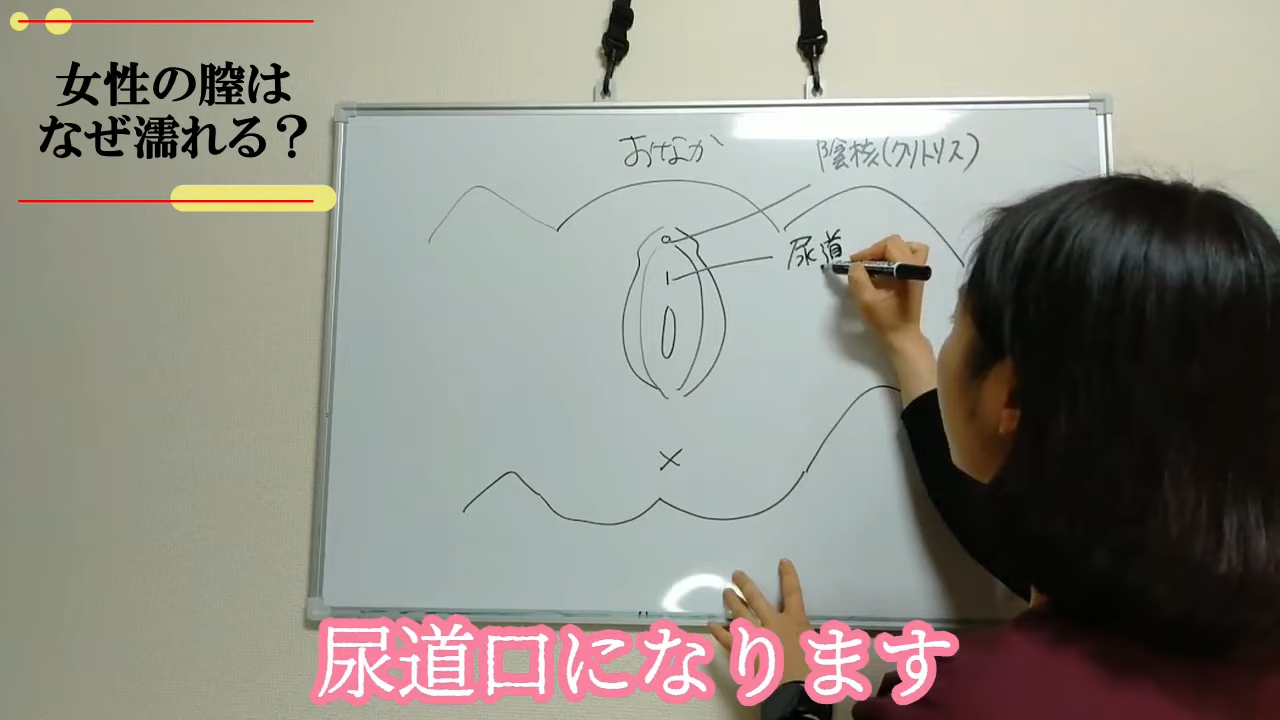 女性の膣は
なぜ濡れる？
おなか
陰核(クリトリス)
尿道
尿道口になります